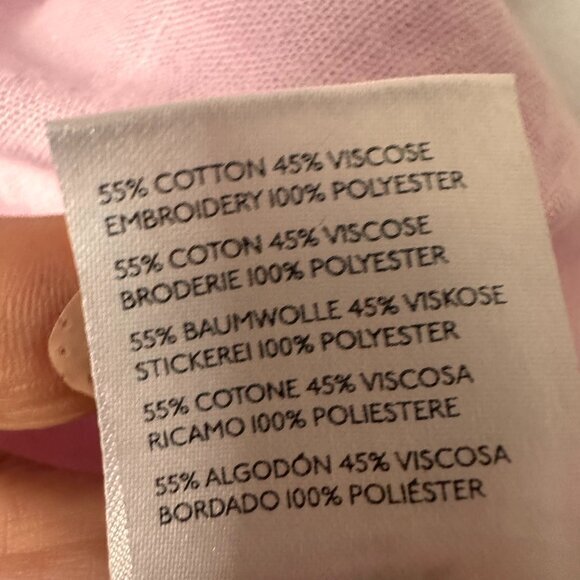 55% COTTON 45% VISCOSE
EMBROIDERY 100% POLYESTER
55% COTON 45% VISCOSE
BRODERIE 100% POLYESTER
55% BAUMWOLLE 45% VISKOSE
STICKEREI 100% POLYESTER
55% COTONE 45% VISCOSA
RICAMO 100% POLIESTERE
55% ALGODÓN 45% VISCOSA
BORDADO 100% POLIÉSTER